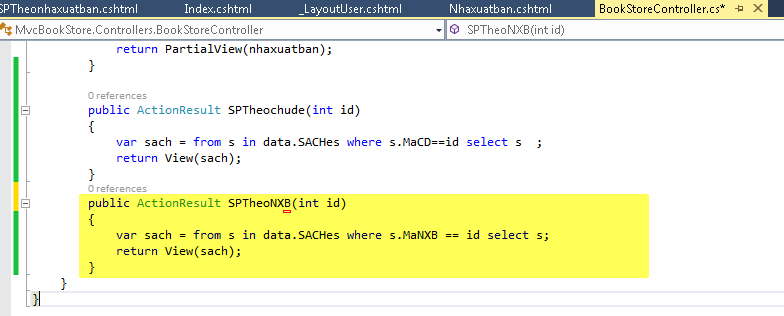 SPTheonhaxuatban.cshtml Index.cshtml _LayoutUser.cshtml Nhaxuatban.cshtml BookStoreController.cs*
MvcBookStore.Controllers.BookStoreController SPTheoNXB(int id)
return PartialView(nhaxuatban);
}
0 references
public ActionResult SPTheochude(int id)
{
var sach = from s in data.SACHes where s.MaCD==id select s ;
return View(sach);
}
0 references
public ActionResult SPTheoNXB(int id)
{
var sach = from s in data.SACHes where s.MaNXB == id select s;
return View(sach);
}
}
}